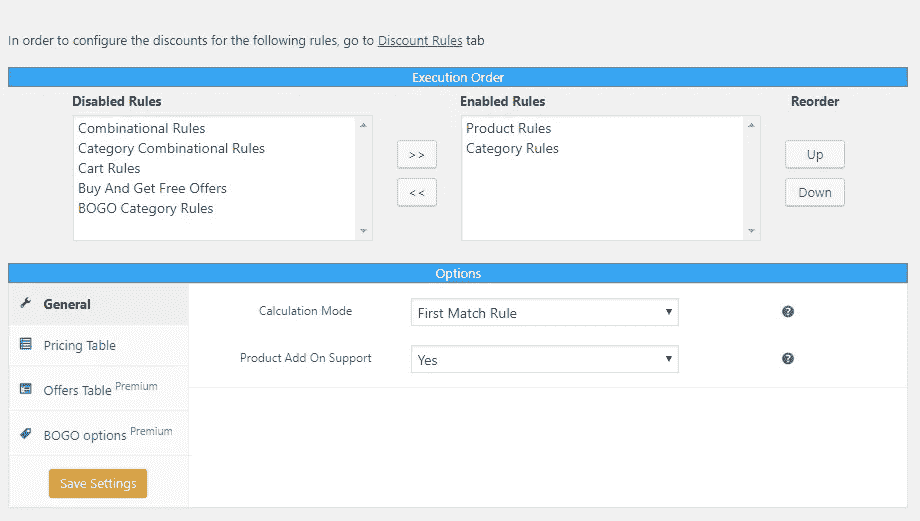 In order to configure the discounts for the following rules, go to Discount Rules tab
Execution Order
Disabled Rules
Combinational Rules
Category Combinational Rules
Cart Rules
Buy And Get Free Offers
BOGO Category Rules
>>
<<
Enabled Rules
Product Rules
Category Rules
Reorder
Up
Down
Options
General
Pricing Table
Offers Table Premium
BOGO options Premium
Save Settings
Calculation Mode
First Match Rule
?
Product Add On Support
Yes
?